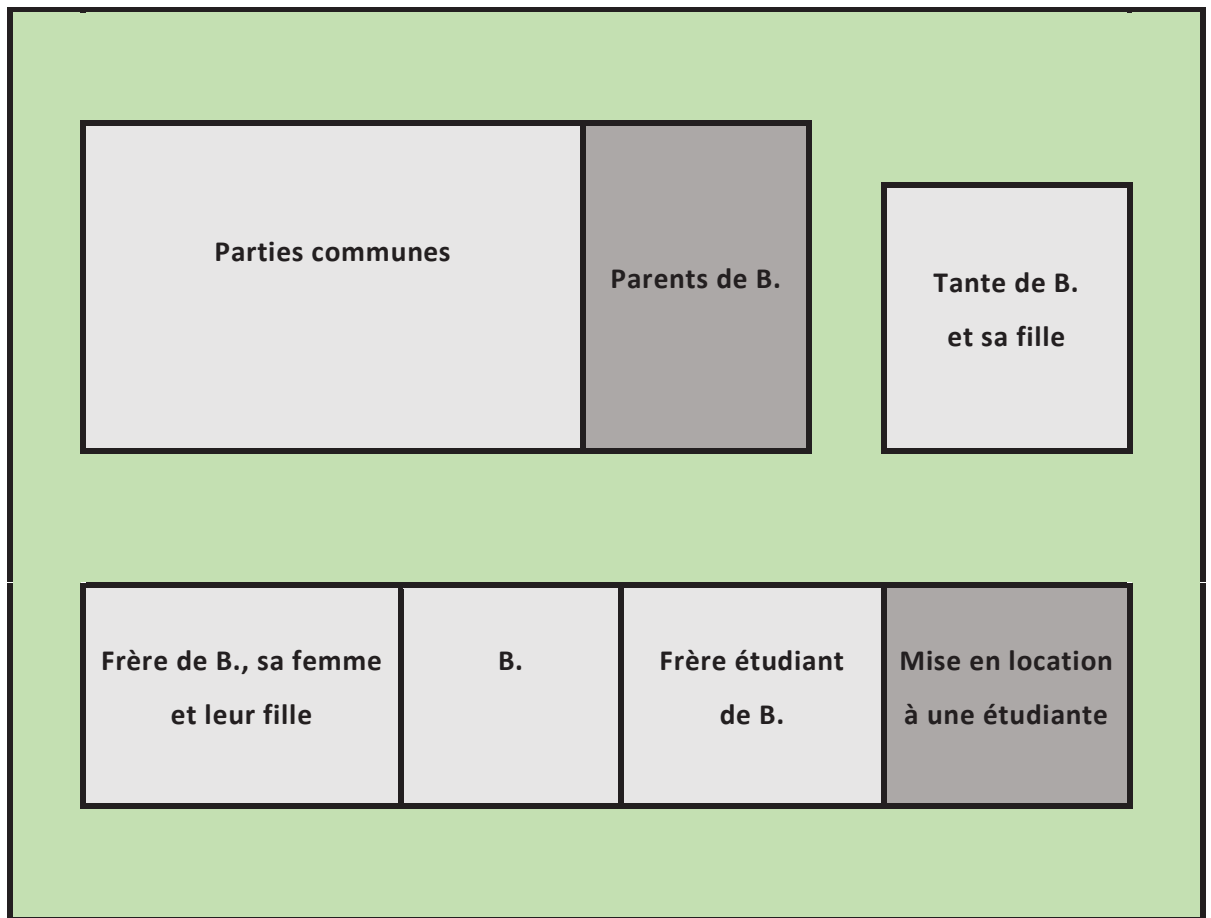 Parties communes
Parents de B.
Tante de B.
et sa fille
Frère de B., sa femme
et leur fille
B.
Frère étudiant
de B.
Mise en location
à une étudiante